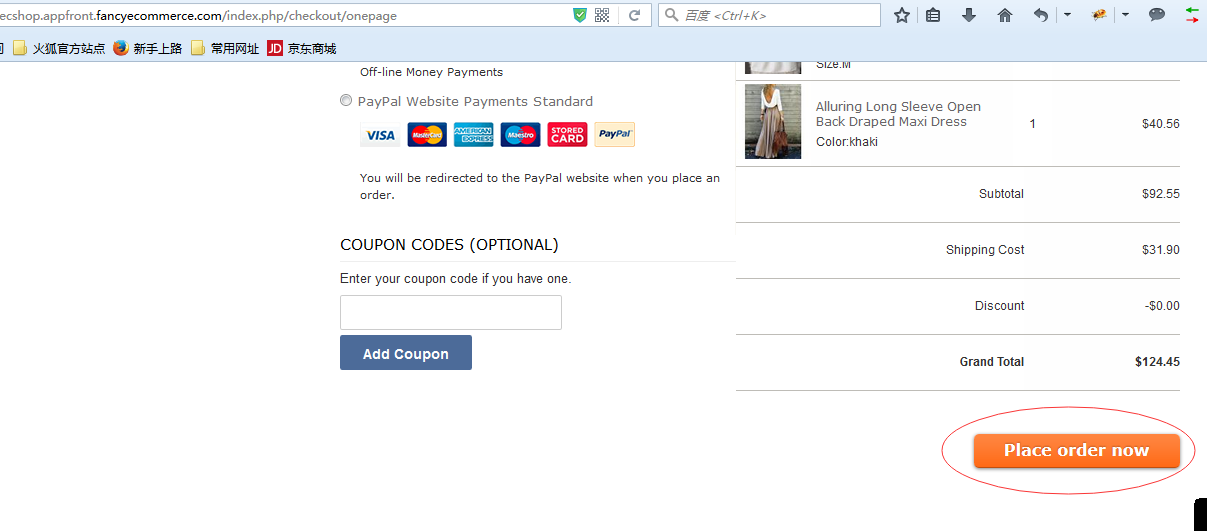 ecshop.appfront.fancyecommerce.com/index.php/checkout/onepage
百度 <Ctrl+K>
火狐官方站点
新手上路
常用网址
JD 京东商城
Off-line Money Payments
PayPal Website Payments Standard
VISA MasterCard AMERICAN EXPRESS Maestro STORED CARD PayPal
You will be redirected to the PayPal website when you place an
order.
COUPON CODES (OPTIONAL)
Enter your coupon code if you have one.
Add Coupon
Size:M
Alluring Long Sleeve Open
Back Draped Maxi Dress
Color:khaki
1
$40.56
Subtotal $92.55
Shipping Cost $31.90
Discount -$0.00
Grand Total $124.45
Place order now